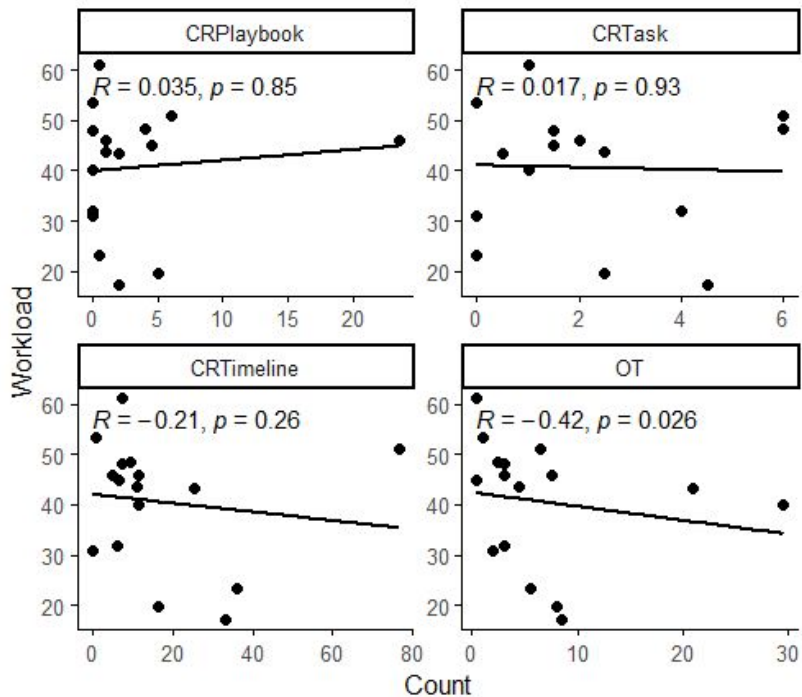 CRPlaybook
CRTask
R = 0.035, p = 0.85
R = 0.017, p = 0.93
60
50
40
30
20
0 5 10 15 20
60
50
40
30
20
0 2 4 6
Workload
CRTimeline
OT
R = −0.21, p = 0.26
R = −0.42, p = 0.026
60
50
40
30
20
0 20 40 60 80
60
50
40
30
20
0 10 20 30
Count